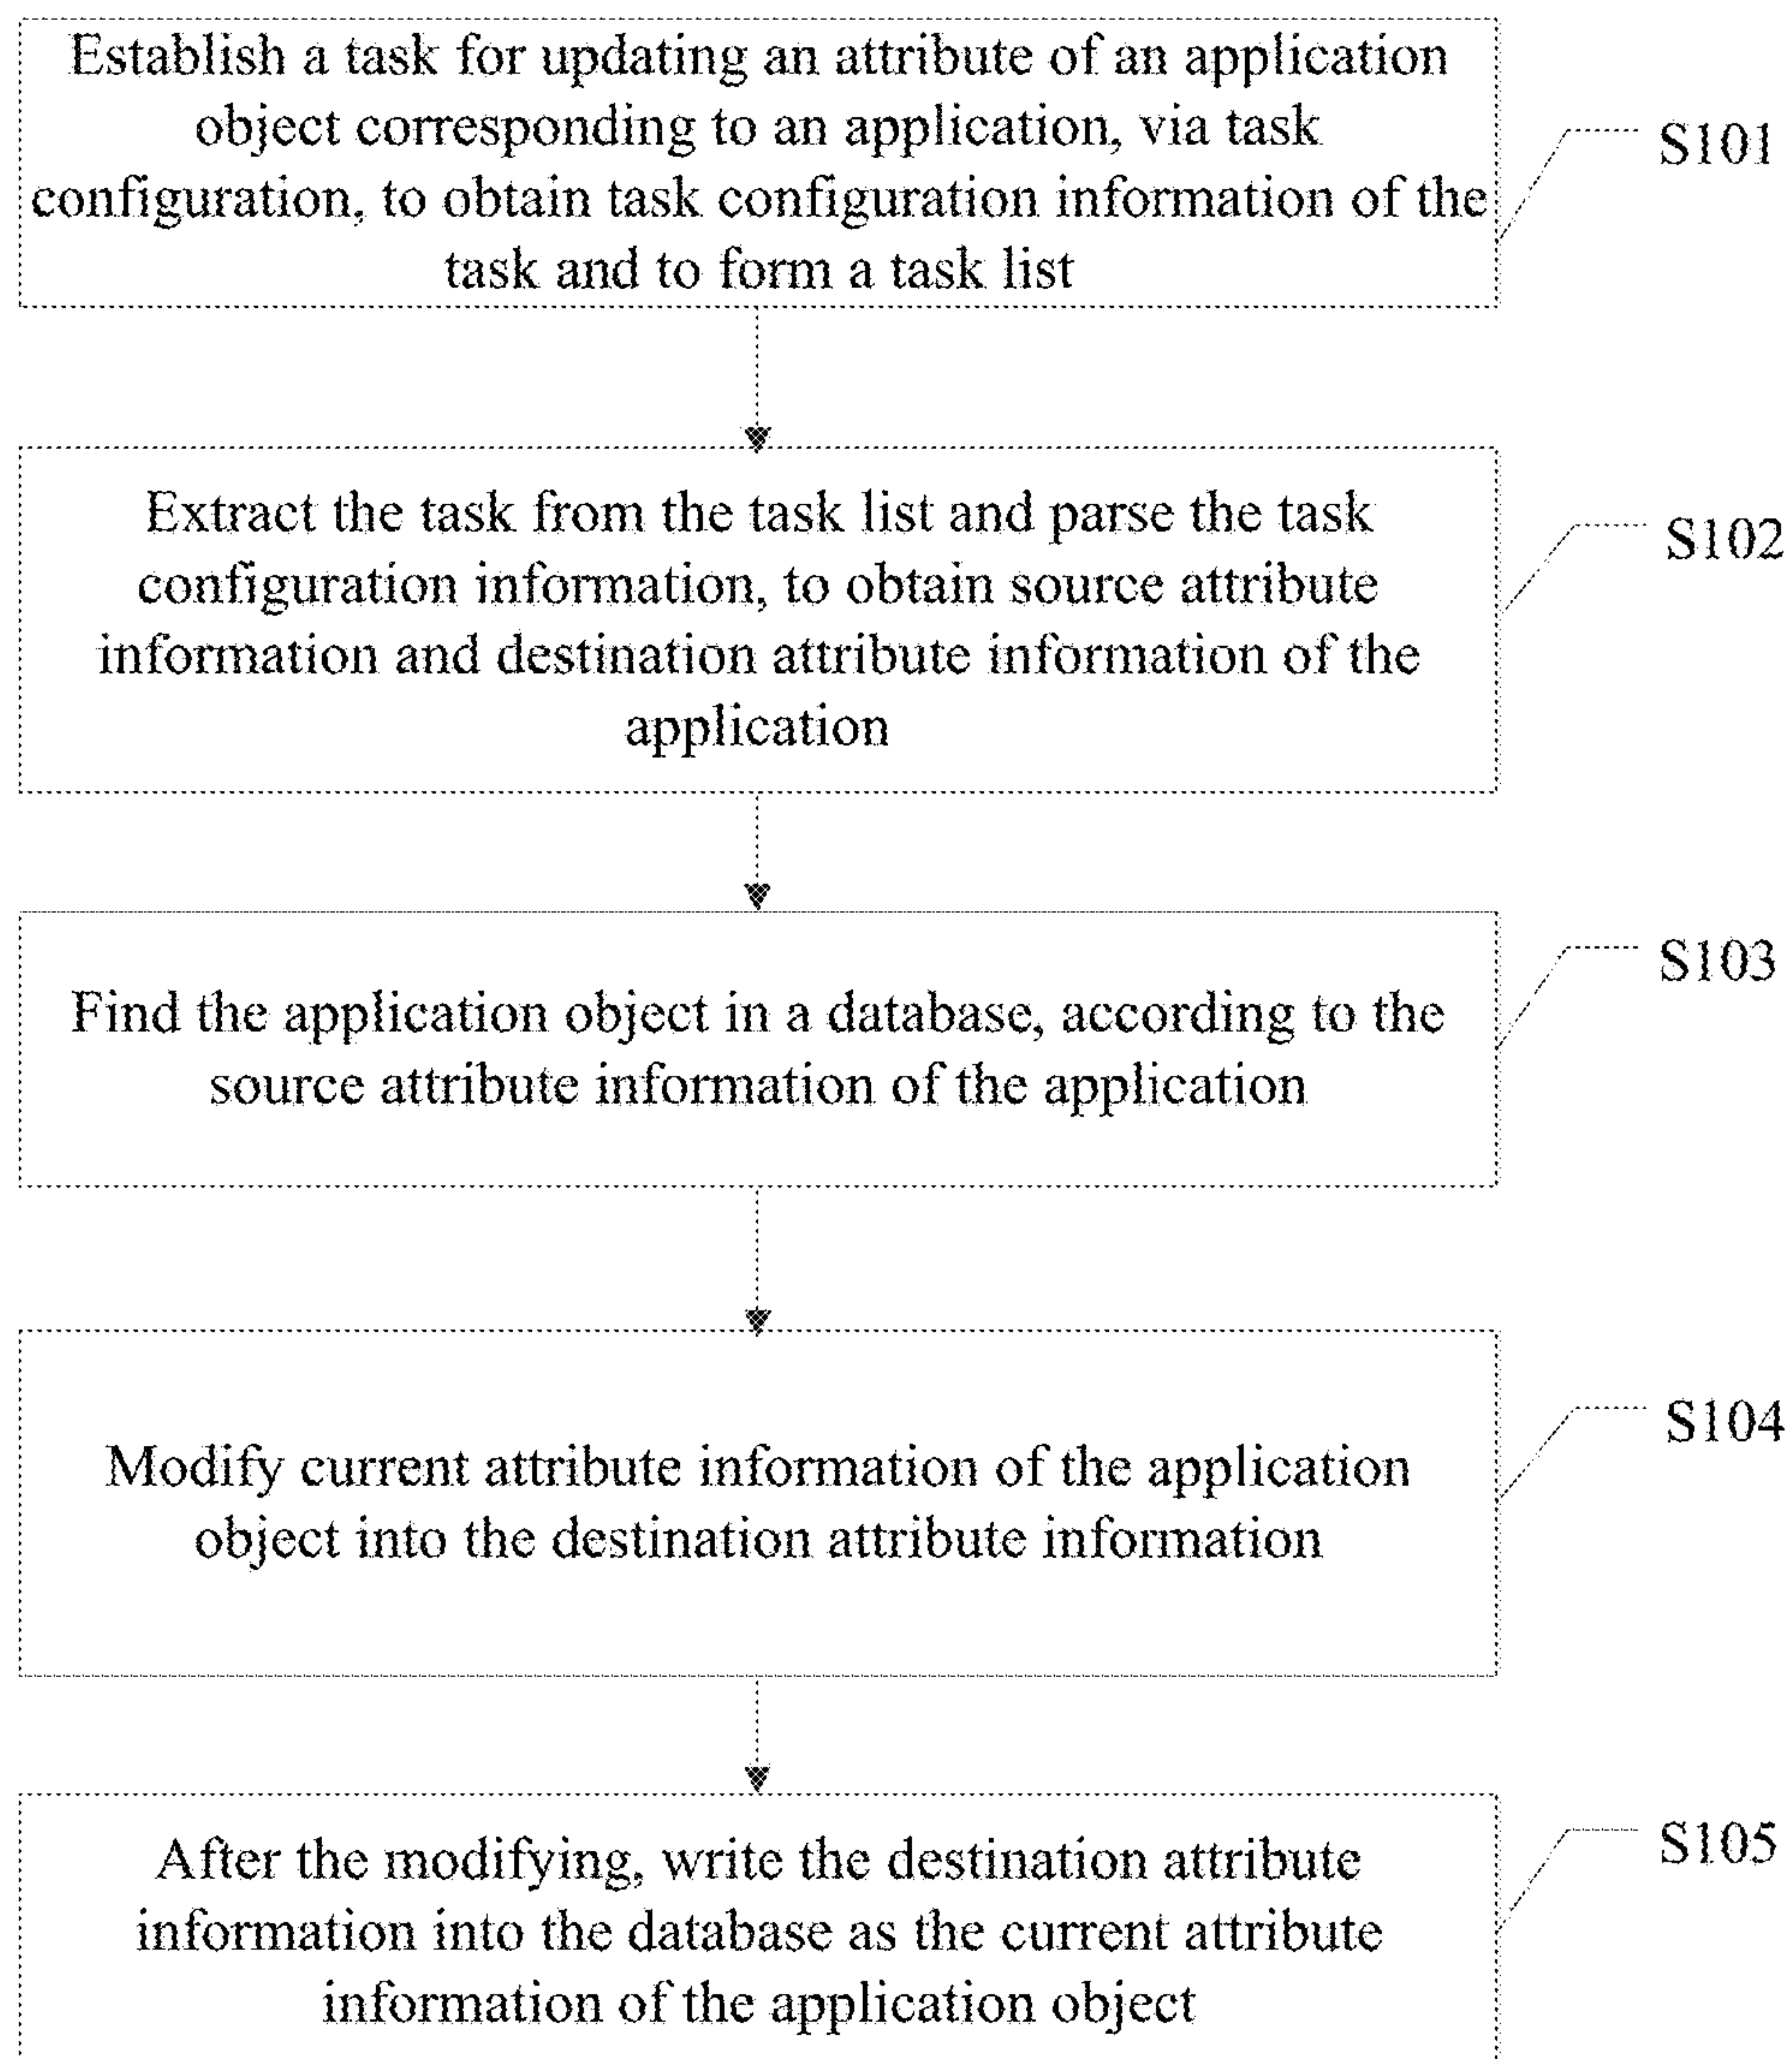 Establish a task for updating an attribute of an application
object corresponding to an application, via task
configuration, to obtain task configuration information of the
task and to form a task list
S101
Extract the task from the task list and parse the task
configuration information, to obtain source attribute
information and destination attribute information of the
application
S102
Find the application object in a database, according to the
source attribute information of the application
S103
Modify current attribute information of the application
object into the destination attribute information
S104
After the modifying, write the destination attribute
information into the database as the current attribute
information of the application object
S105